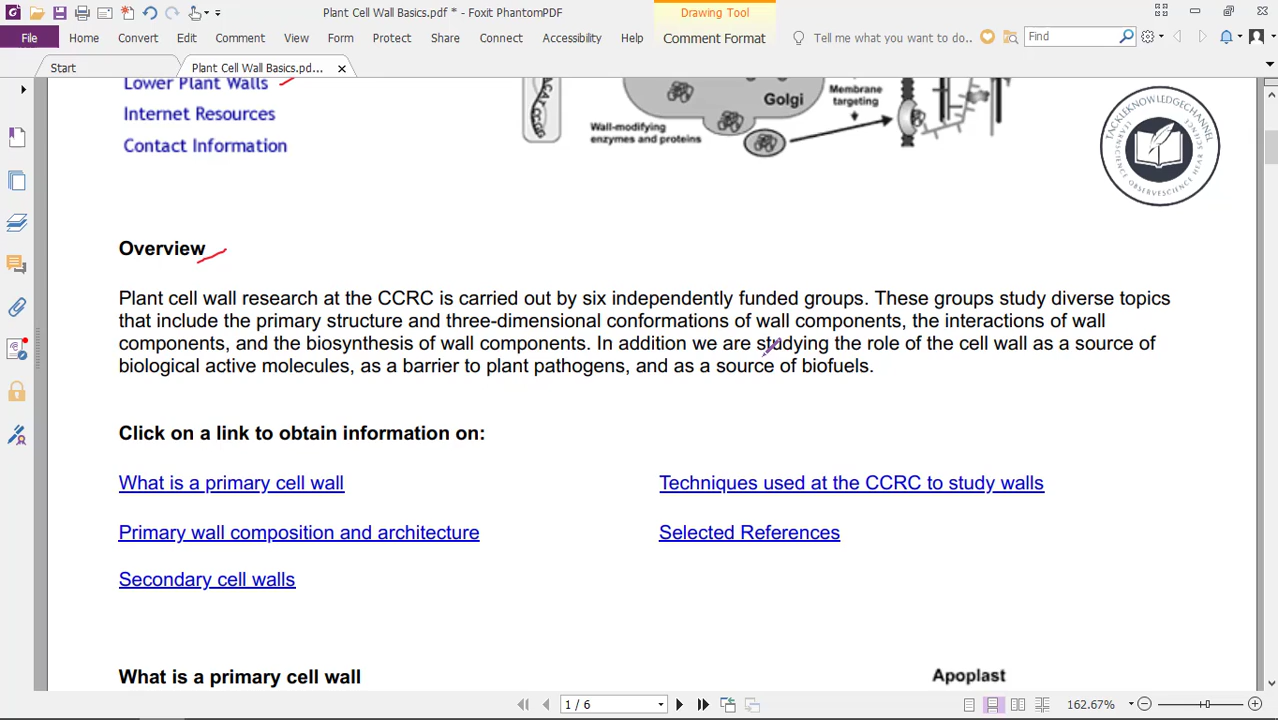 Plant Cell Wall Basics.pdf * - Foxit PhantomPDF
Drawing Tool
File Home Convert Edit Comment View Form Protect Share Connect Accessibility Help Comment Format Tell me what you want to do.. Find
Start Plant Cell Wall Basics.pd...
Lower Plant Walls
Internet Resources
Contact Information
Golgi
Membrane
targeting
Wall-modifying
enzymes and proteins
TACKLEKNOWLEDGECHANNEL
Overview
Plant cell wall research at the CCRC is carried out by six independently funded groups. These groups study diverse topics
that include the primary structure and three-dimensional conformations of wall components, the interactions of wall
components, and the biosynthesis of wall components. In addition we are studying the role of the cell wall as a source of
biological active molecules, as a barrier to plant pathogens, and as a source of biofuels.
Click on a link to obtain information on:
What is a primary cell wall
Techniques used at the CCRC to study walls
Primary wall composition and architecture
Selected References
Secondary cell walls
What is a primary cell wall
Apoplast
1 / 6
162.67%